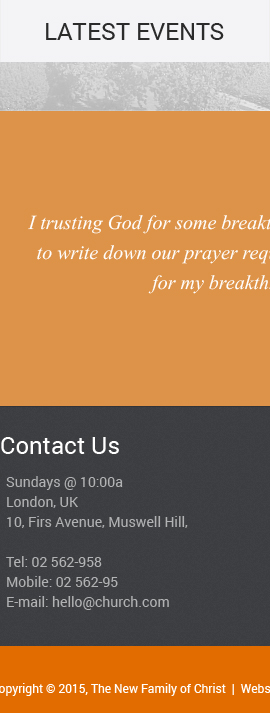 LATEST EVENTS
I trusting God for some breakt
to write down our prayer requ
for my breakth
Contact Us
Sundays @ 10:00a
London, UK
10, Firs Avenue, Muswell Hill,
Tel: 02 562-958
Mobile: 02 562-95
E-mail: hello@church.com
opyright © 2015, The New Family of Christ | Webs